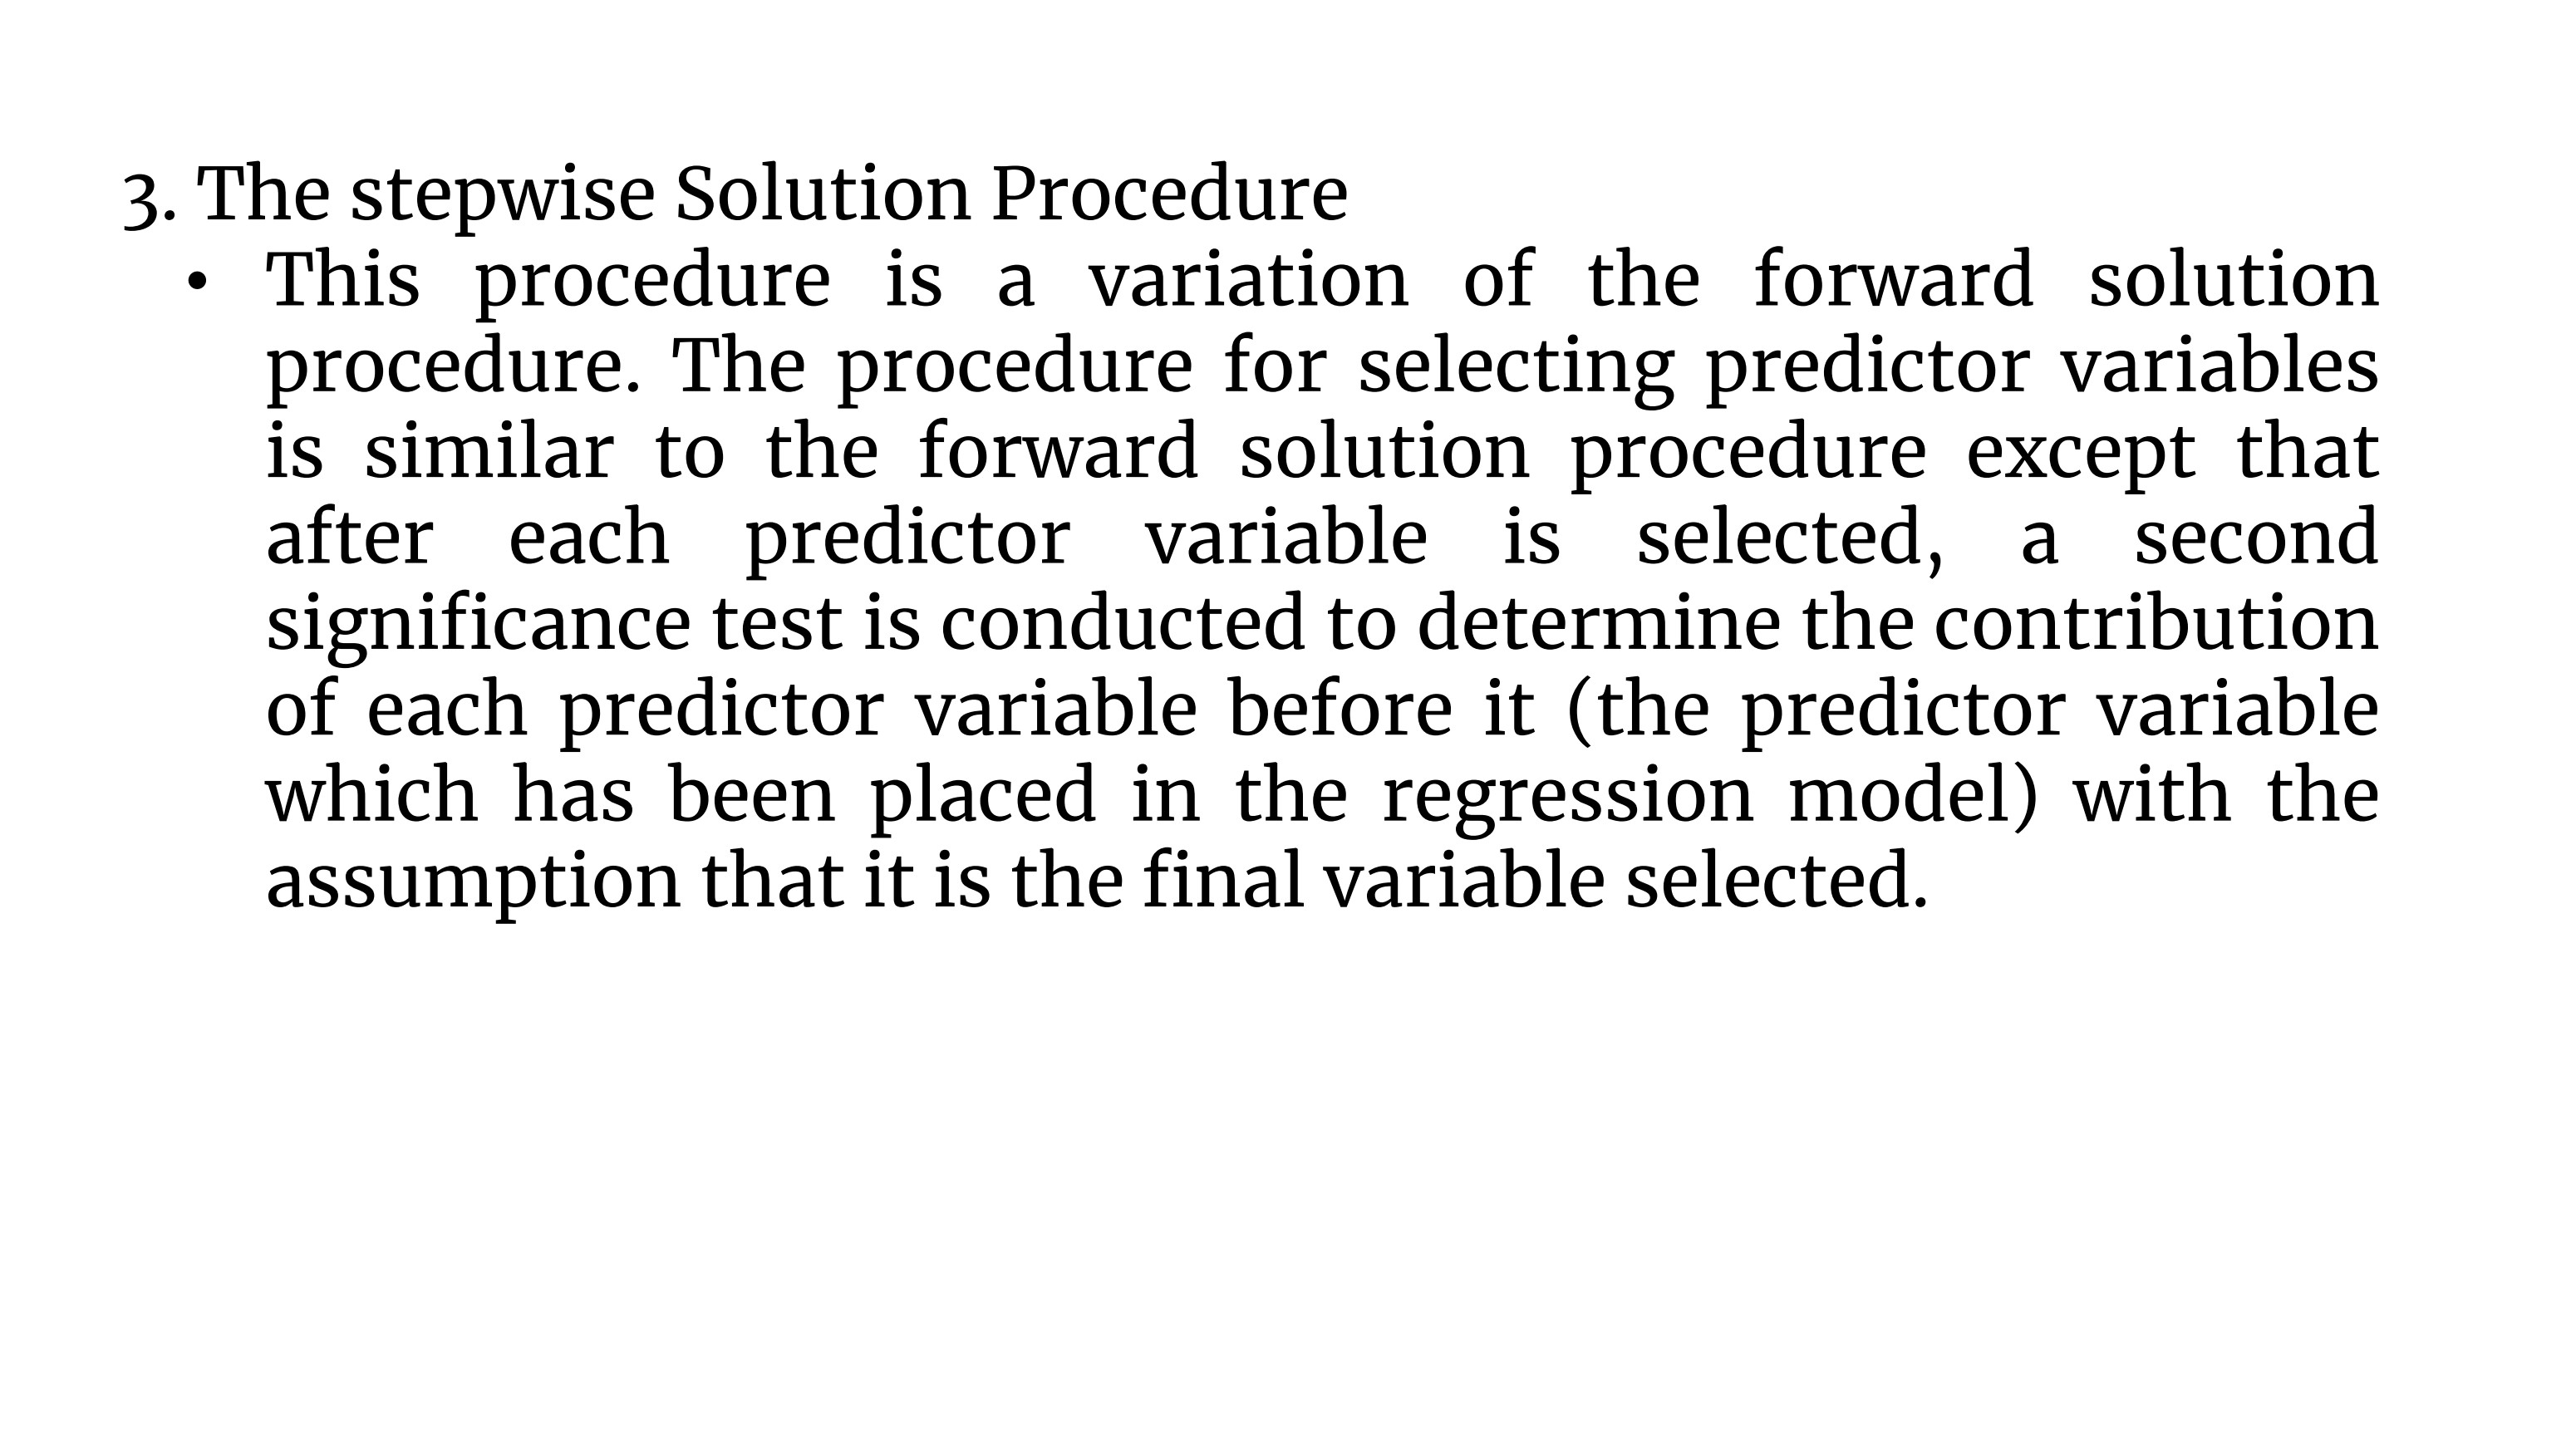 3. The stepwise Solution Procedure
• This procedure is a variation of the forward solution
procedure. The procedure for selecting predictor variables
is similar to the forward solution procedure except that
after each predictor variable is selected, a second
significance test is conducted to determine the contribution
of each predictor variable before it (the predictor variable
which has been placed in the regression model) with the
assumption that it is the final variable selected.